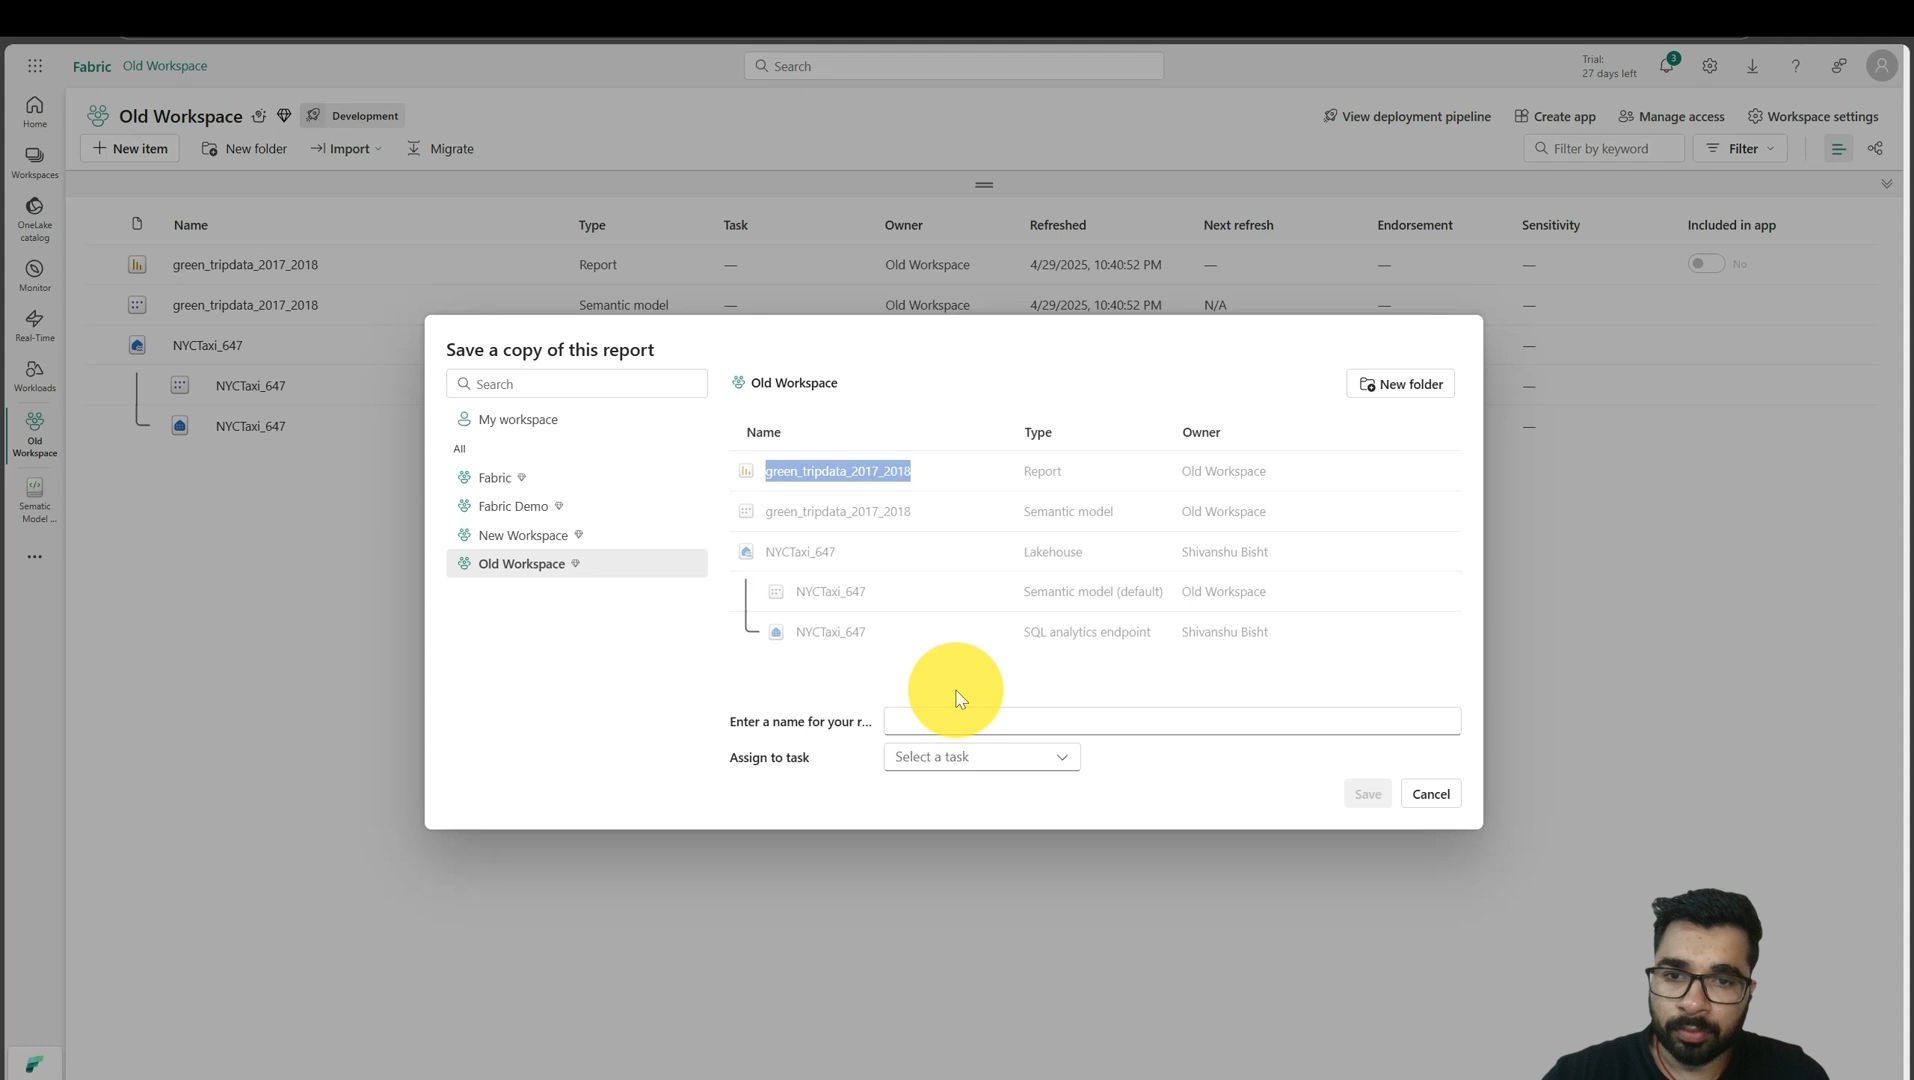 Fabric Old Workspace
Search
Trial:
27 days left
3
Home
Workspaces
OneLake
catalog
Monitor
Real-Time
Workloads
Old
Workspace
Sematic
Model ...
Old Workspace
Development
View deployment pipeline
Create app
Manage access
Workspace settings
New item
New folder
Import
Migrate
Filter by keyword
Filter
Name Type Task Owner Refreshed Next refresh Endorsement Sensitivity Included in app
green_tripdata_2017_2018 Report — Old Workspace 4/29/2025, 10:40:52 PM — — — No
green_tripdata_2017_2018 Semantic model — Old Workspace 4/29/2025, 10:40:52 PM N/A — —
NYCTaxi_647 —
NYCTaxi_647 —
NYCTaxi_647 —
Save a copy of this report
Search
My workspace
All
Fabric
Fabric Demo
New Workspace
Old Workspace
Old Workspace
New folder
Name Type Owner
green_tripdata_2017_2018 Report Old Workspace
green_tripdata_2017_2018 Semantic model Old Workspace
NYCTaxi_647 Lakehouse Shivanshu Bisht
NYCTaxi_647 Semantic model (default) Old Workspace
NYCTaxi_647 SQL analytics endpoint Shivanshu Bisht
Enter a name for your r...
Assign to task Select a task
Save Cancel